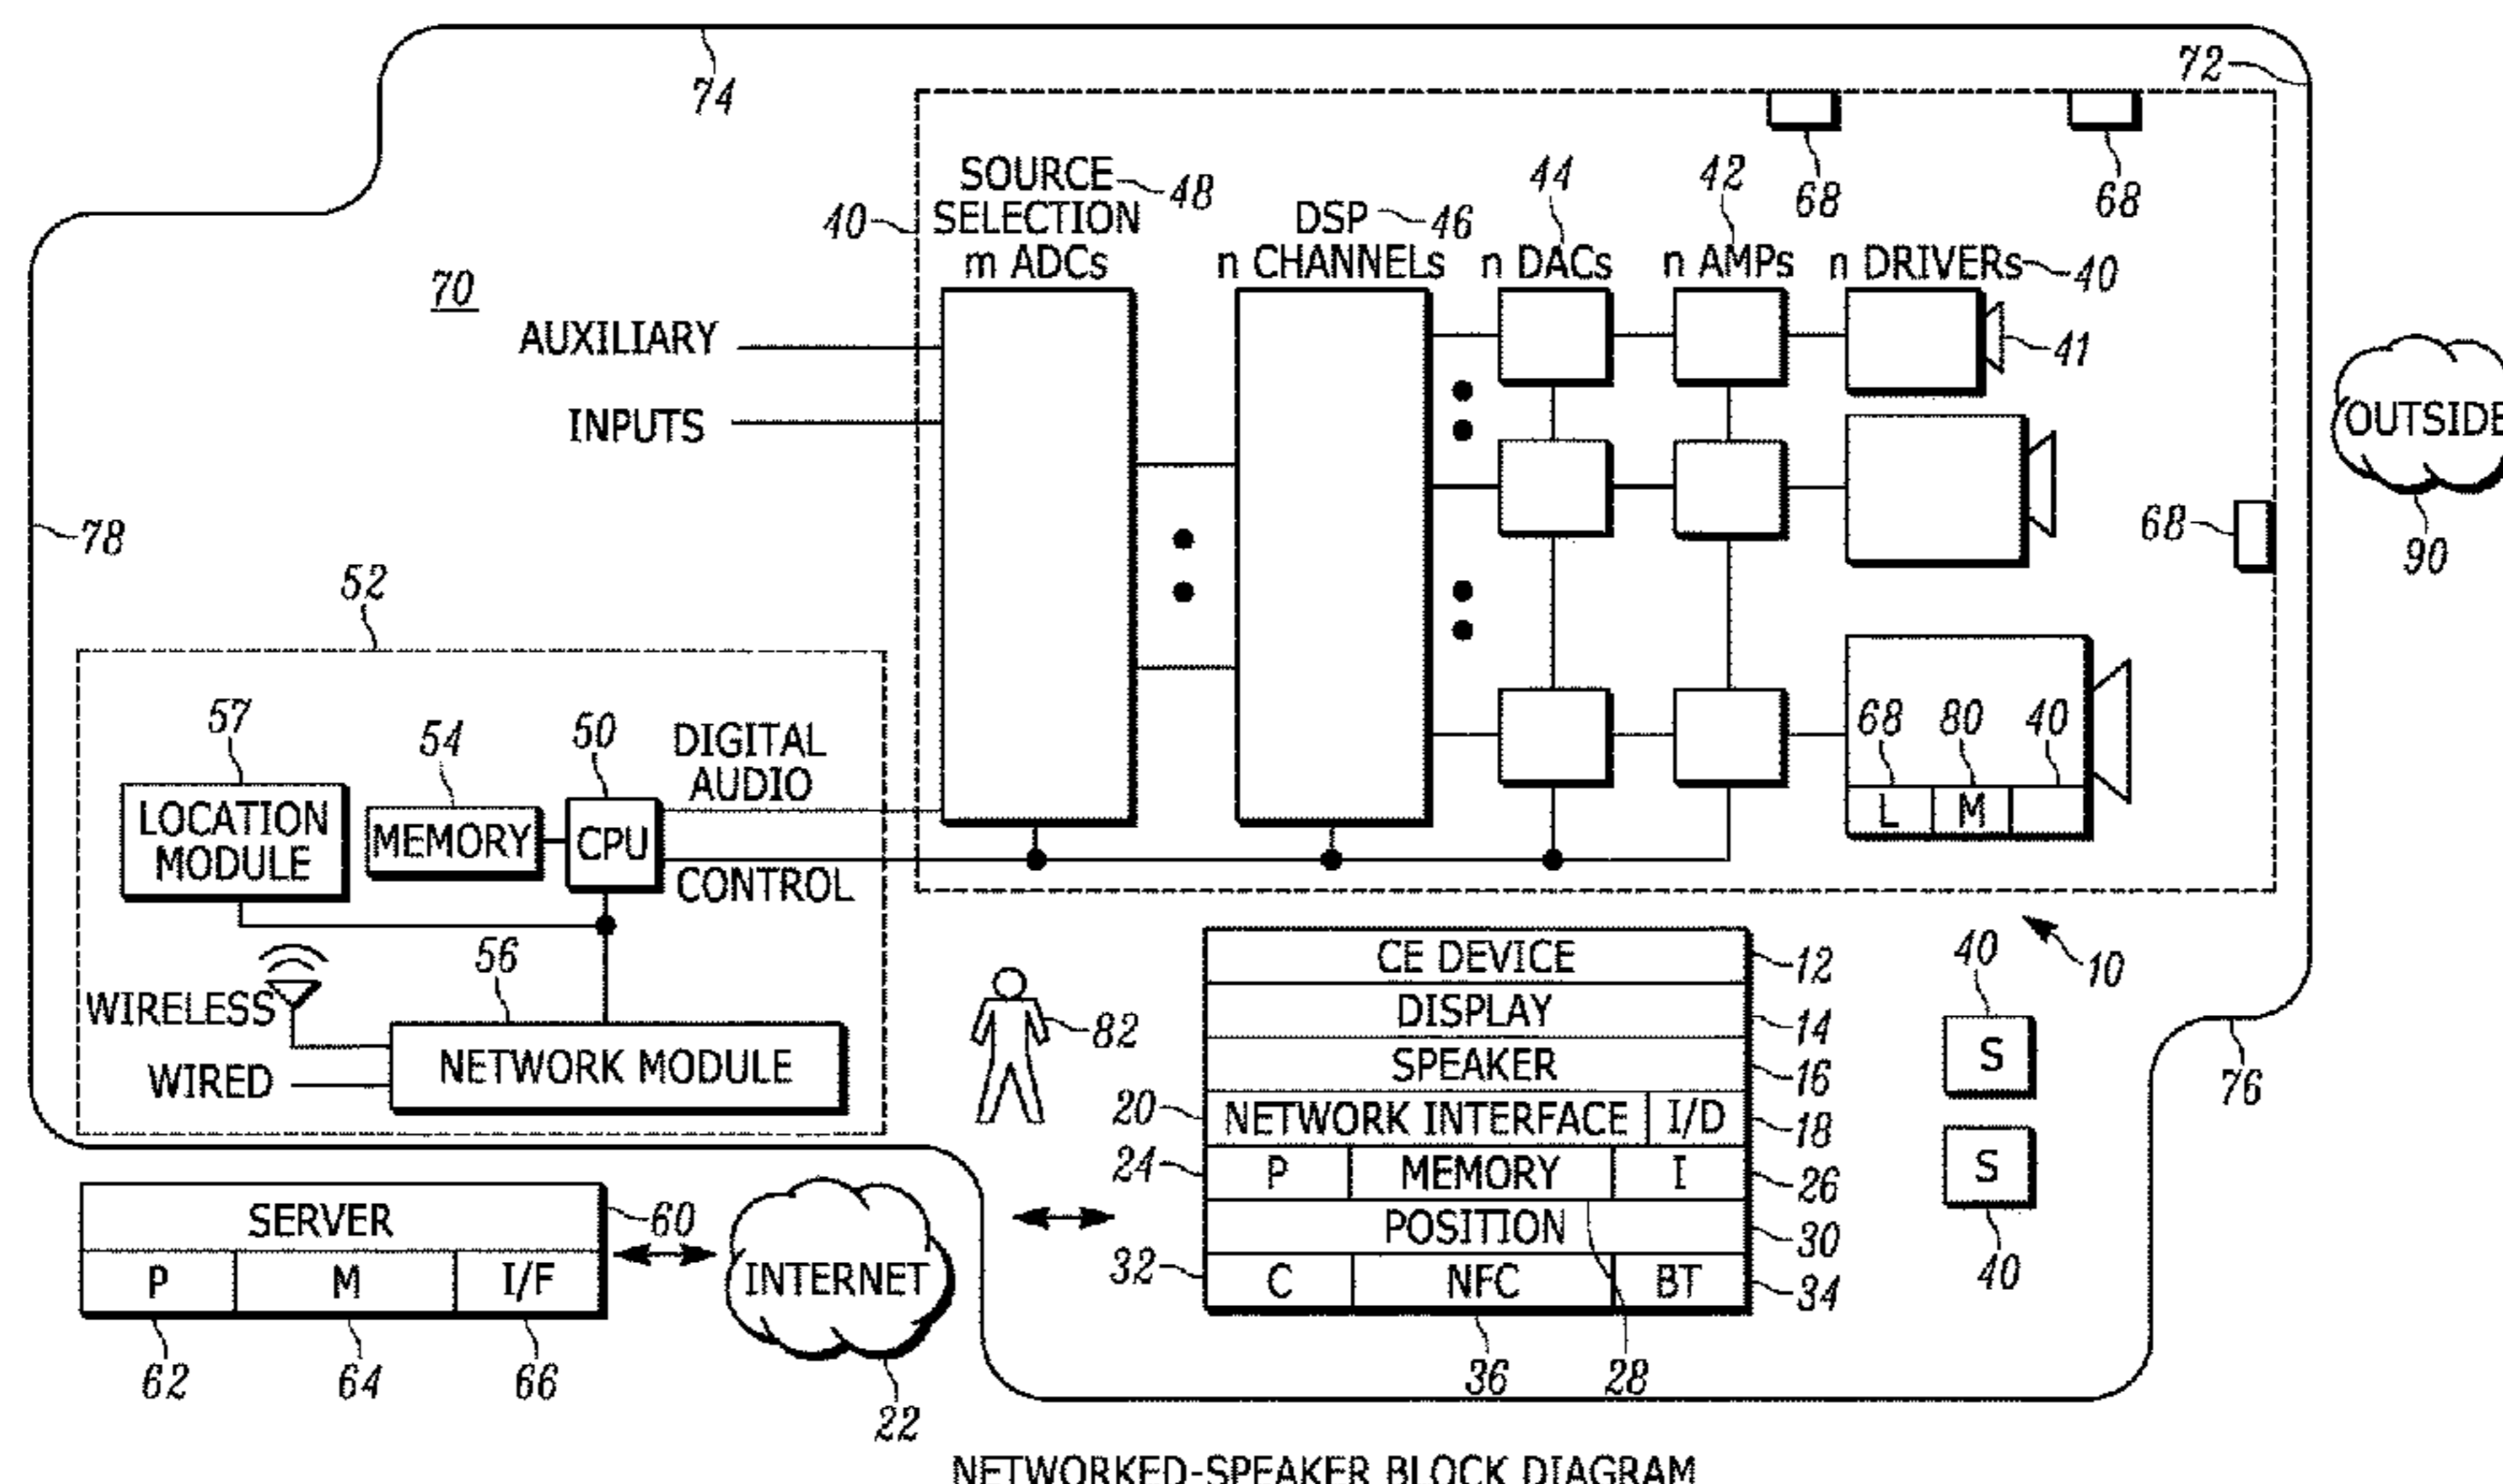 74
72
68
68
SOURCE
SELECTION
m ADCs
48
40
DSP
n CHANNELs
46
44
n DACs
42
n AMPs
n DRIVERs
40
41
70
AUXILIARY
INPUTS
OUTSIDE
90
68
78
52
57
LOCATION
MODULE
54
MEMORY
50
CPU
DIGITAL
AUDIO
CONTROL
68
80
40
L
M
WIRELESS
WIRED
56
NETWORK MODULE
82
CE DEVICE
12
DISPLAY
14
SPEAKER
16
20
NETWORK INTERFACE
I/D
18
24
P
MEMORY
I
26
POSITION
30
32
C
NFC
BT
34
36
28
10
40
S
S
40
76
SERVER
60
P
M
I/F
62
64
66
INTERNET
22
NETWORKED-SPEAKER BLOCK DIAGRAM